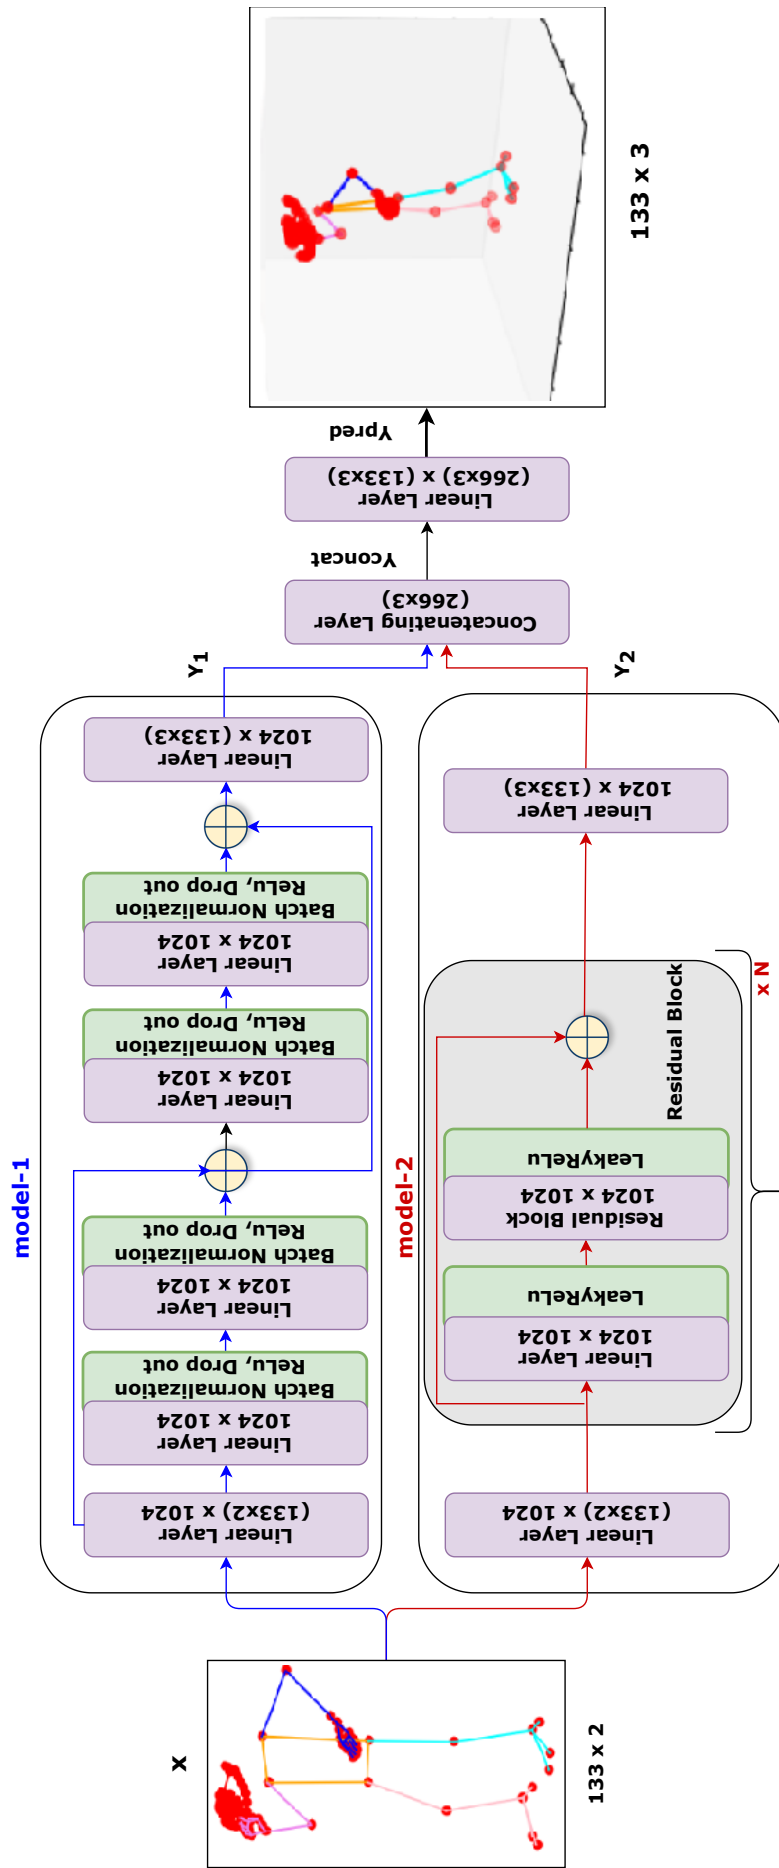 X
133 x 2
model-1
Linear Layer
(133x2) x 1024
Linear Layer
1024 x 1024
Batch Normalization
ReLu, Drop out
Linear Layer
1024 x 1024
Batch Normalization
ReLu, Drop out
Linear Layer
1024 x 1024
Batch Normalization
ReLu, Drop out
Linear Layer
1024 x 1024
Batch Normalization
ReLu, Drop out
Linear Layer
1024 x (133x3)
Y1
model-2
Linear Layer
(133x2) x 1024
Linear Layer
1024 x 1024
LeakyReLu
Residual Block
1024 x 1024
LeakyReLu
Residual Block
x N
Linear Layer
1024 x (133x3)
Y2
Concatenating Layer
(266x3)
Yconcat
Linear Layer
(266x3) x (133x3)
Ypred
133 x 3